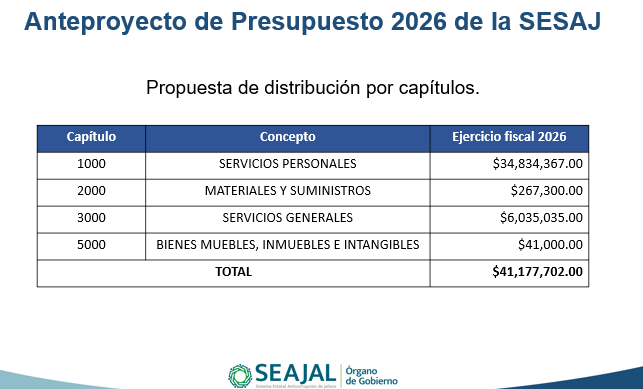 Anteproyecto de Presupuesto 2026 de la SESAJ
Propuesta de distribución por capítulos.
Capítulo Concepto Ejercicio fiscal 2026
1000 SERVICIOS PERSONALES $34,834,367.00
2000 MATERIALES Y SUMINISTROS $267,300.00
3000 SERVICIOS GENERALES $6,035,035.00
5000 BIENES MUEBLES, INMUEBLES E INTANGIBLES $41,000.00
TOTAL $41,177,702.00
SEAJAL
Sistema Estatal Anticorrupción de Jalisco
Órgano
de Gobierno